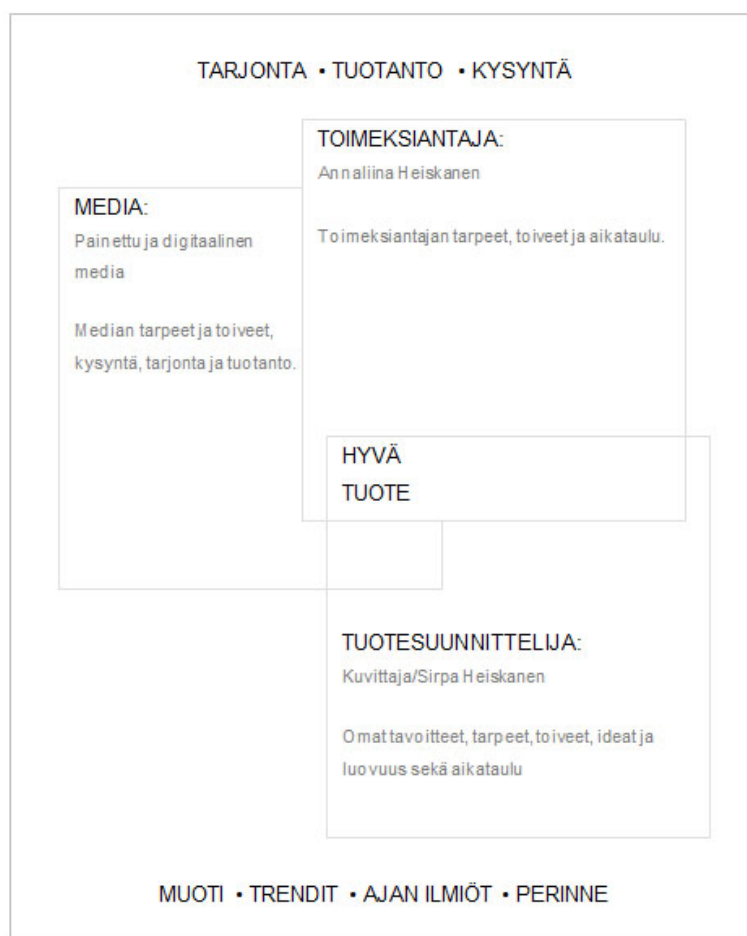 TARJONTA • TUOTANTO • KYSYNTÄ
TOIMEKSIANTAJA:
Annaliina Heiskanen
Toimeksiantajan tarpeet, toiveet ja aikataulu.
MEDIA:
Painettu ja digitaalinen
media
Median tarpeet ja toiveet,
kysyntä, tarjonta ja tuotanto.
HYVÄ
TUOTE
TUOTESUUNNITTELIJA:
Kuvittaja/Sirpa Heiskanen
Omat tavoitteet, tarpeet, toiveet, ideat ja
luovuus sekä aikataulu
MUOTI • TRENDIT • AJAN ILMIÖT • PERINNE